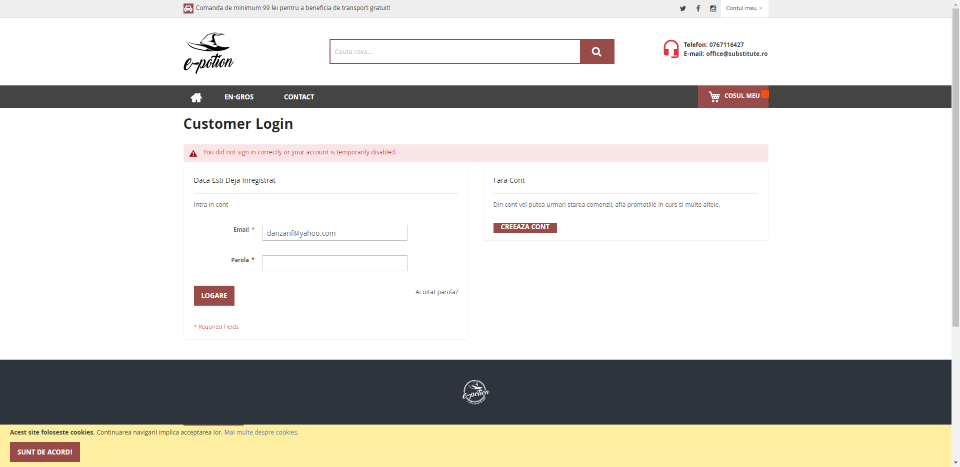 Comanda de minimum 99 lei pentru a beneficia de transport gratuit!
Contul meu
e-potion
Cauta ceva...
Telefon: 0767116427
E-mail: office@substitute.ro
EN-GROS
CONTACT
COSUL MEU
Customer Login
You did not sign in correctly or your account is temporarily disabled.
Daca Esti Deja Inregistrat
Intra in cont
Email *
danzanf@yahoo.com
Parola *
LOGARE
Ai uitat parola?
* Required Fields
Fara Cont
Din cont vei putea urmari starea comenzii, afla promotiile in curs si multe altele.
CREEAZA CONT
e-potion
Acest site foloseste cookies. Continuarea navigarii implica acceptarea lor. Mai multe despre cookies.
SUNT DE ACORD!